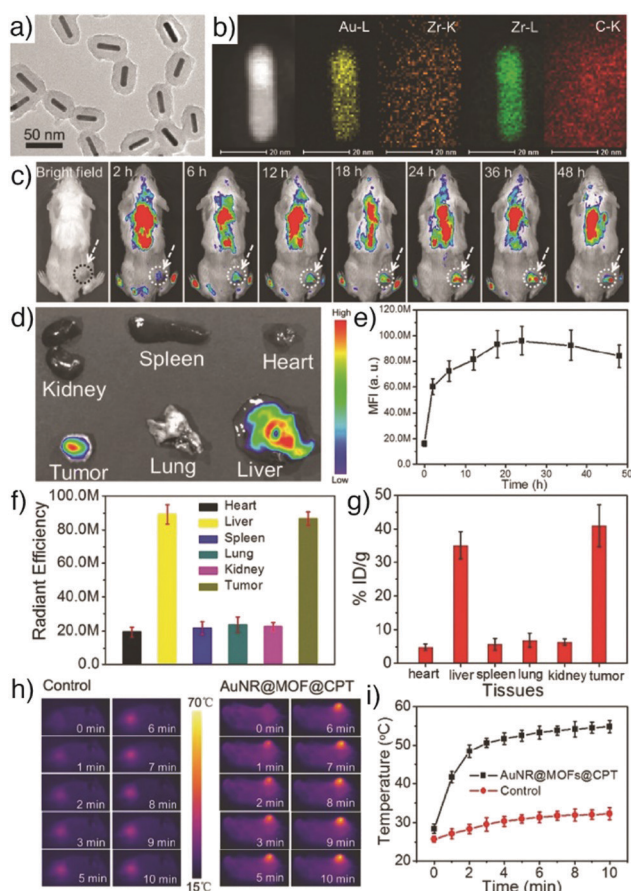 a)
50 nm
b)
Au-L
Zr-K
Zr-L
C-K
20 nm
20 nm
20 nm
20 nm
20 nm
c)
Bright field
2 h
6 h
12 h
18 h
24 h
36 h
48 h
d)
Kidney
Spleen
Heart
Tumor
Lung
Liver
High
Low
e)
MFI (a. u.)
120.0M
100.0M
80.0M
60.0M
40.0M
20.0M
0.0
0 10 20 30 40 50
Time (h)
f)
Radiant Efficiency
100.0M
80.0M
60.0M
40.0M
20.0M
0.0
Heart
Liver
Spleen
Lung
Kidney
Tumor
g)
% ID/g
50
40
30
20
10
0
heart liver spleen lung kidney tumor
Tissues
h)
Control
0 min
6 min
1 min
7 min
2 min
8 min
3 min
9 min
5 min
10 min
70℃
15℃
AuNR@MOF@CPT
0 min
6 min
1 min
7 min
2 min
8 min
3 min
9 min
5 min
10 min
i)
Temperature (°C)
60
50
40
30
20
AuNR@MOFs@CPT
Control
0 2 4 6 8 10
Time (min)